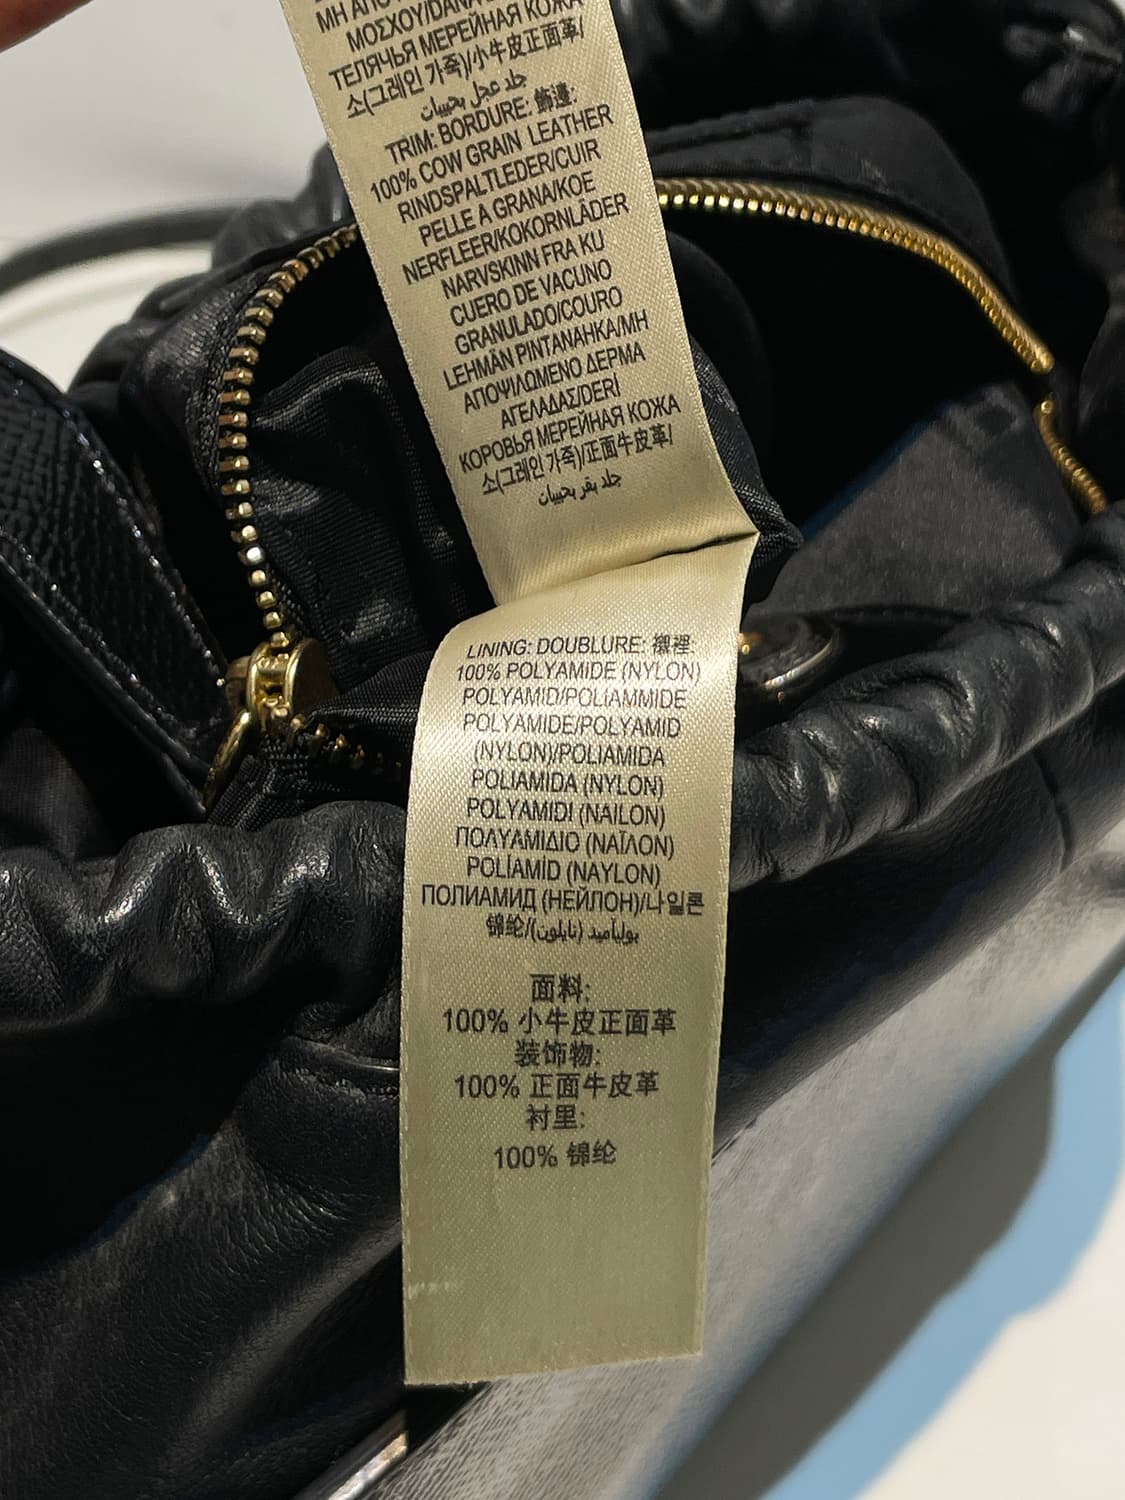 ΜΟΣΧΟΥ/DANA
ТЕЛЯЧЬЯ МЕРЕЙНАЯ КОЖА
소(그레인 가죽)/小牛皮正面革/
جلد عجل بحبيبات
TRIM: BORDURE: 飾邊:
100% COW GRAIN LEATHER
RINDSPALTLEDER/CUIR
PELLE A GRANA/KOE
NERFLEER/KOKORNLÄDER
NARVSKINN FRA KU
CUERO DE VACUNO
GRANULADO/COURO
LEHMÄN PINTANAHKA/ΜΗ
ΑΠΟΨΙΛΩΜΕΝΟ ΔΕΡΜΑ
ΑΓΕΛΑΔΑΣ/DERİ
КОРОВЬЯ МЕРЕЙНАЯ КОЖА
소(그레인 가죽)/正面牛皮革/
جلد بقر بحبيبات
LINING: DOUBLURE: 襯裡:
100% POLYAMIDE (NYLON)
POLYAMID/POLIAMMIDE
POLYAMIDE/POLYAMID
(NYLON)/POLIAMIDA
POLIAMIDA (NYLON)
POLYAMIDI (NAILON)
ΠΟΛΥΑΜΙΔΙΟ (ΝΑΪΛΟΝ)
POLİAMİD (NAYLON)
ПОЛИАМИД (НЕЙЛОН)/나일론
锦纶/بولیآمید (نايلون)
面料:
100% 小牛皮正面革
装饰物:
100% 正面牛皮革
衬里:
100% 锦纶